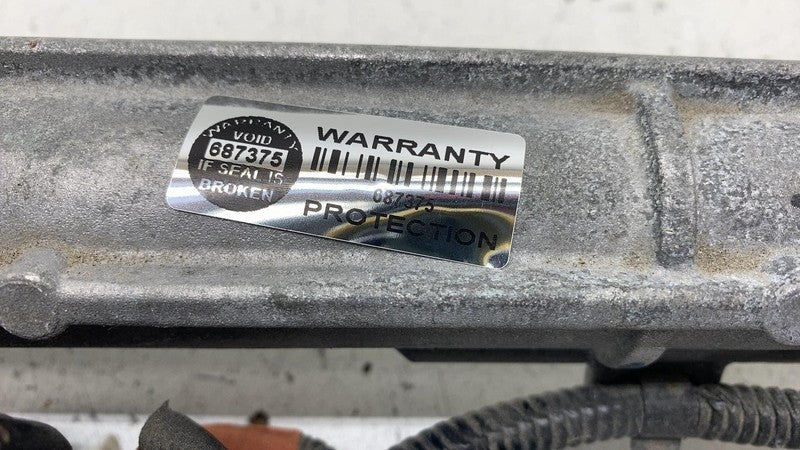 WARRANTY
VOID
687375
IF SEAL IS
BROKEN
WARRANTY
687375
PROTECTION